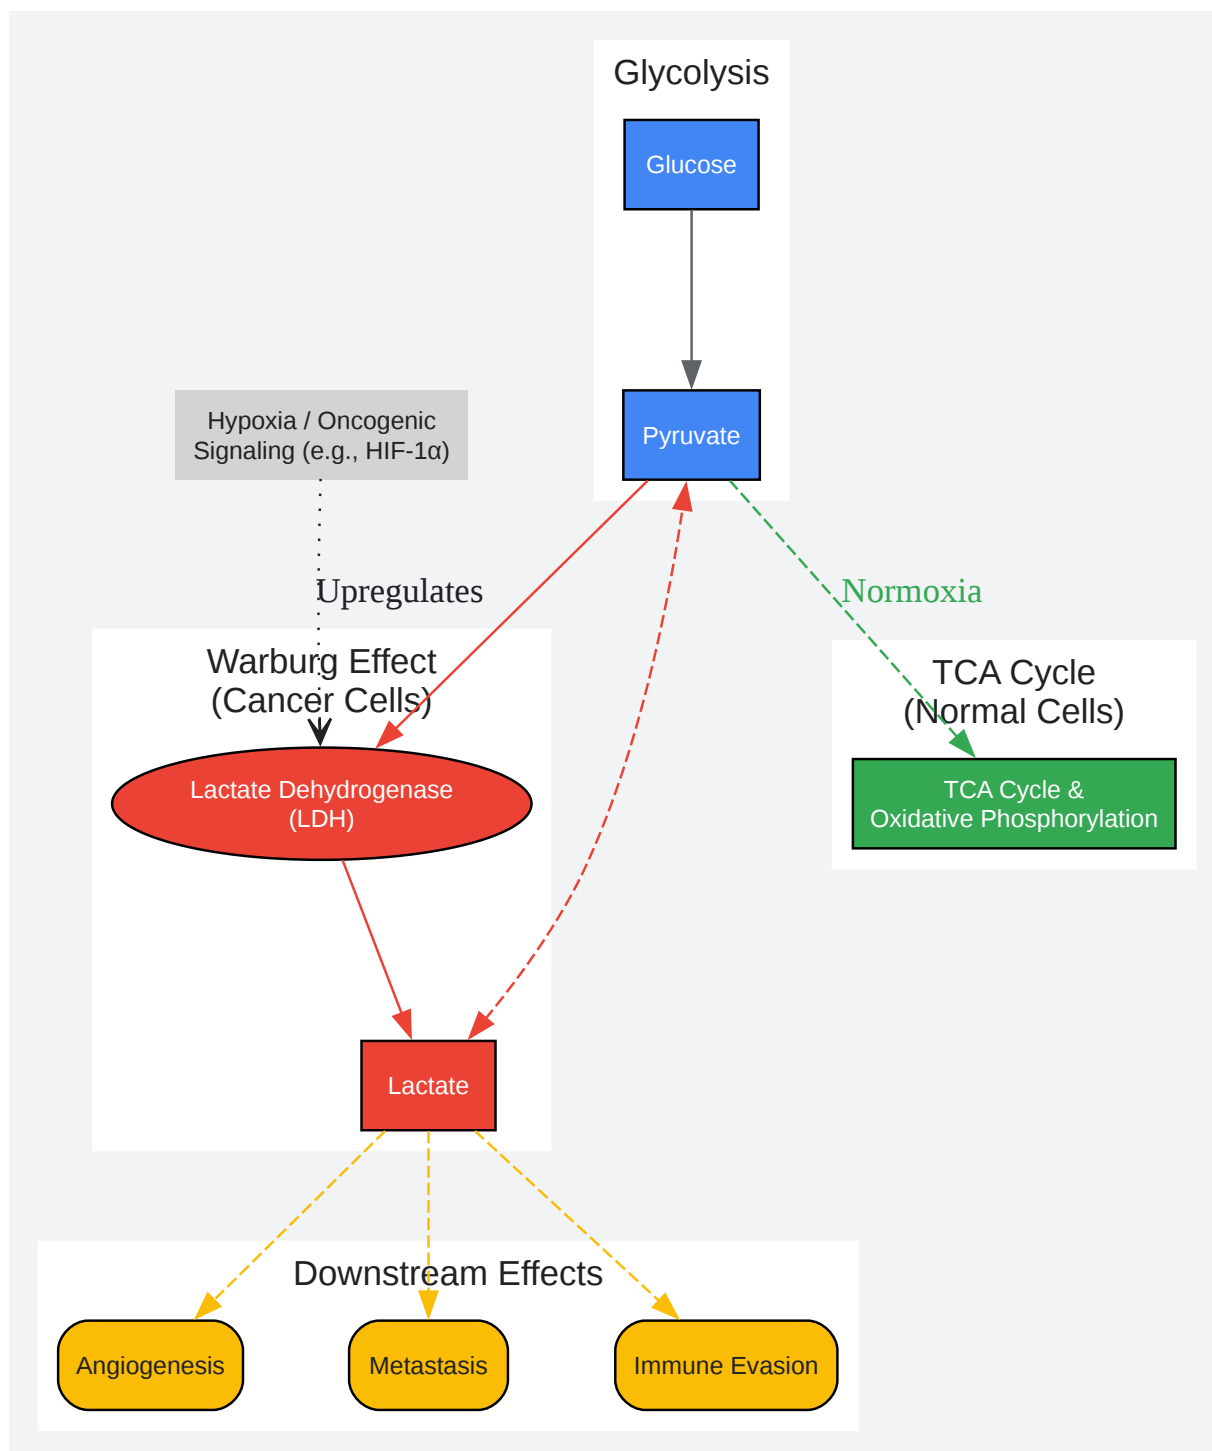 Glycolysis
Glucose
Pyruvate
Hypoxia / Oncogenic
Signaling (e.g., HIF-1α)
Upregulates
Normoxia
Warburg Effect
(Cancer Cells)
Lactate Dehydrogenase
(LDH)
TCA Cycle
(Normal Cells)
TCA Cycle &
Oxidative Phosphorylation
Lactate
Downstream Effects
Angiogenesis
Metastasis
Immune Evasion